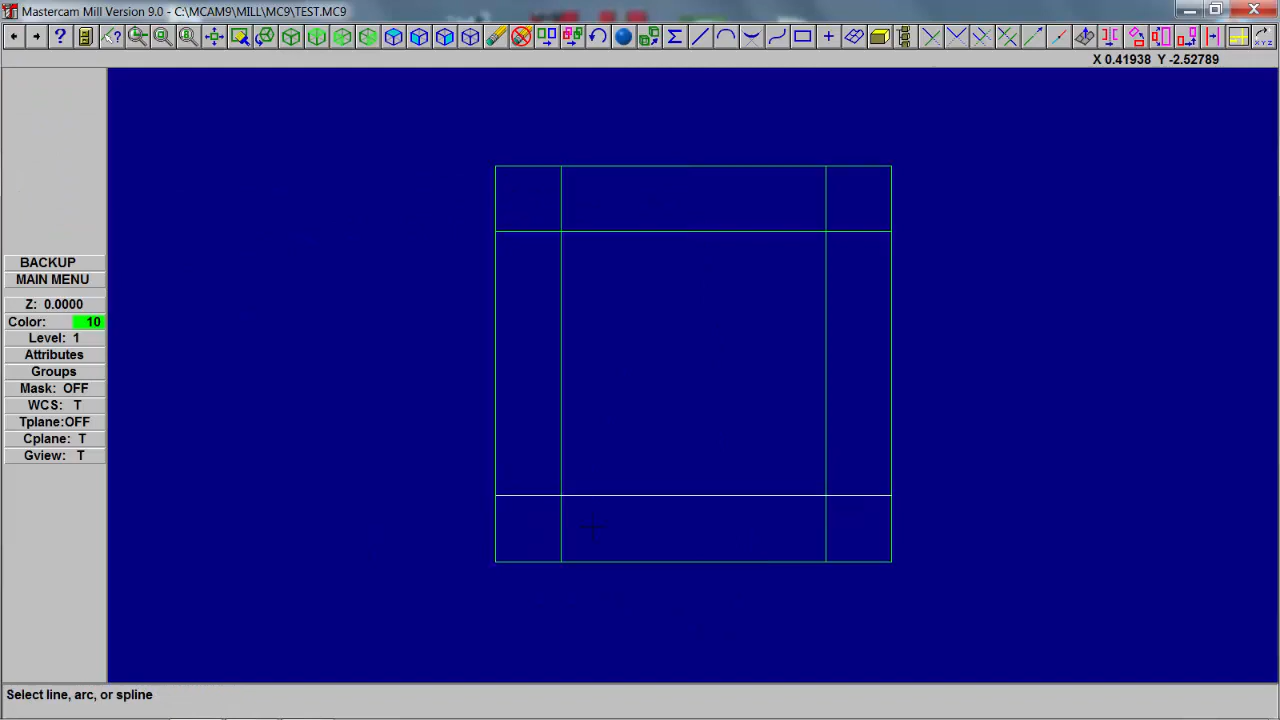 Mastercam Mill Version 9.0 - C:\MCAM9\MILL\MC9\TEST.MC9
X 0.41938 Y -2.52789
BACKUP
MAIN MENU
Z: 0.0000
Color: 10
Level: 1
Attributes
Groups
Mask: OFF
WCS: T
Tplane:OFF
Cplane: T
Gview: T
Select line, arc, or spline